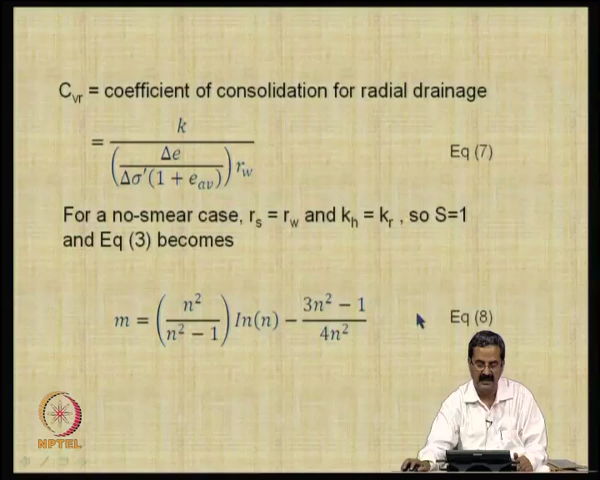 C_vr = coefficient of consolidation for radial drainage
= k / ((Δe / Δσ'(1 + e_av)) r_w) Eq (7)
For a no-smear case, r_s = r_w and k_h = k_r , so S=1
and Eq (3) becomes
m = (n² / (n² − 1)) In(n) − (3n² − 1) / 4n² Eq (8)
NPTEL